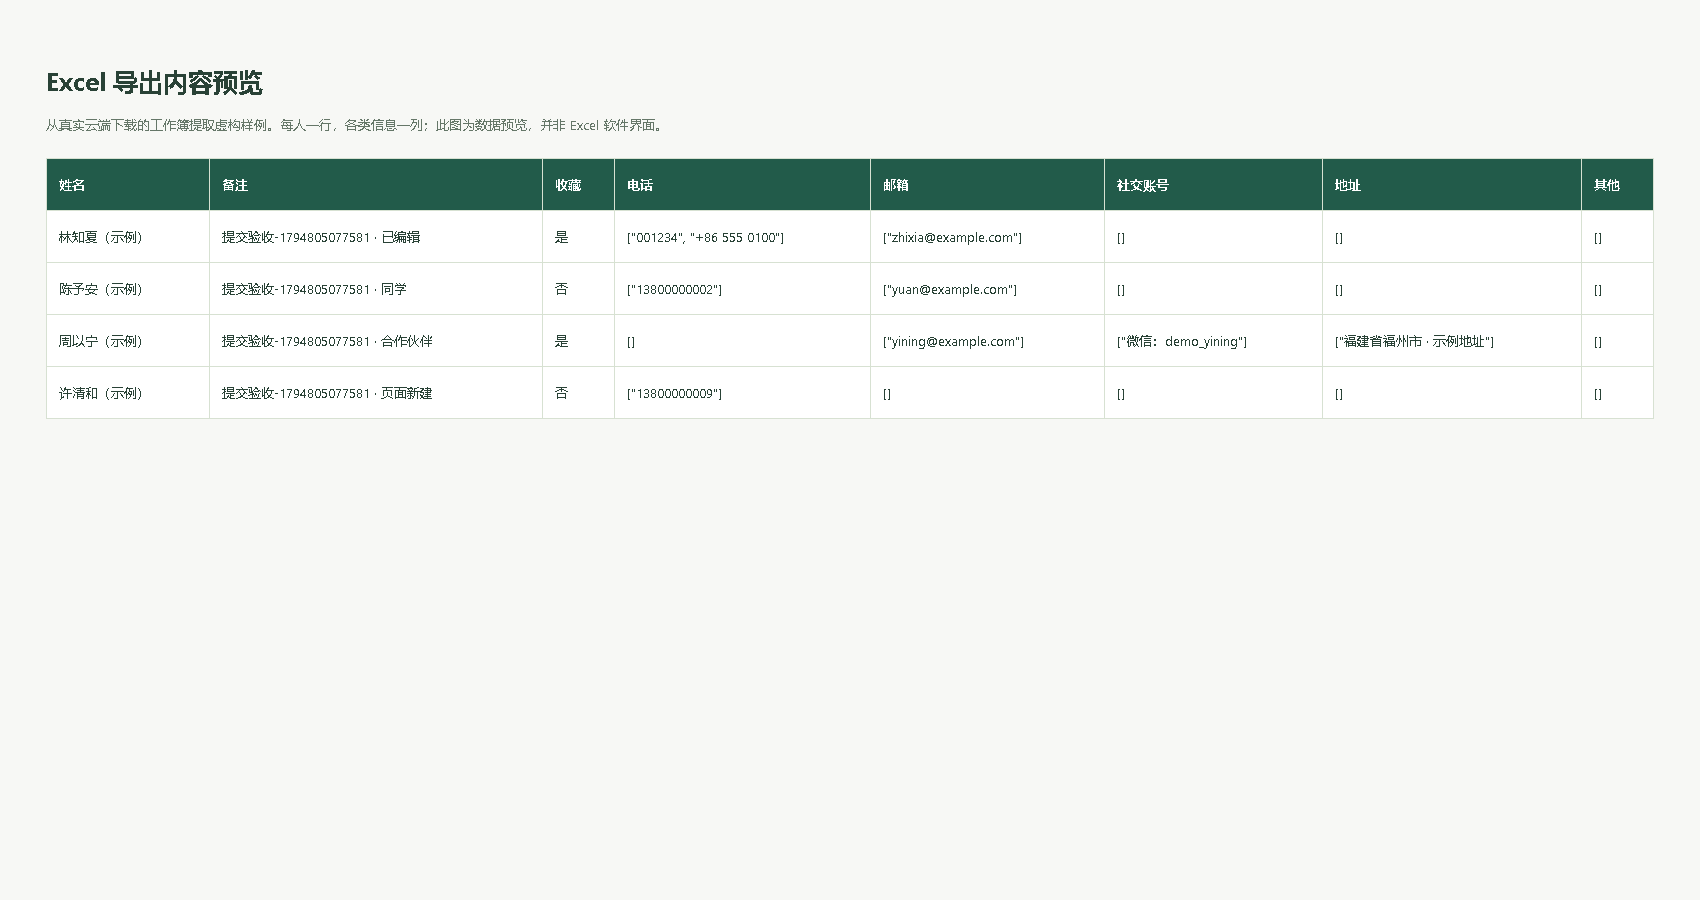 Excel 导出内容预览
从真实云端下载的工作簿提取虚构样例。每人一行，各类信息一列；此图为数据预览，并非 Excel 软件界面。
姓名 备注 收藏 电话 邮箱 社交账号 地址 其他
林知夏（示例） 提交验收-1794805077581 · 已编辑 是 ["001234", "+86 555 0100"] ["zhixia@example.com"] [] [] []
陈予安（示例） 提交验收-1794805077581 · 同学 否 ["13800000002"] ["yuan@example.com"] [] [] []
周以宁（示例） 提交验收-1794805077581 · 合作伙伴 是 [] ["yining@example.com"] ["微信：demo_yining"] ["福建省福州市 · 示例地址"] []
许清和（示例） 提交验收-1794805077581 · 页面新建 否 ["13800000009"] [] [] [] []